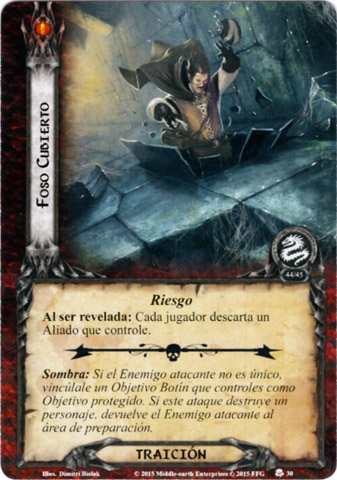 FOSO CUBIERTO
44/45
Riesgo
Al ser revelada: Cada jugador descarta un
Aliado que controle.
Sombra: Si el Enemigo atacante no es único,
vincúlale un Objetivo Botín que controles como
Objetivo protegido. Si este ataque destruye un
personaje, devuelve el Enemigo atacante al
área de preparación.
TRAICIÓN
Illus. Dimitri Bielak © 2015 Middle-earth Enterprises © 2015 FFG 30